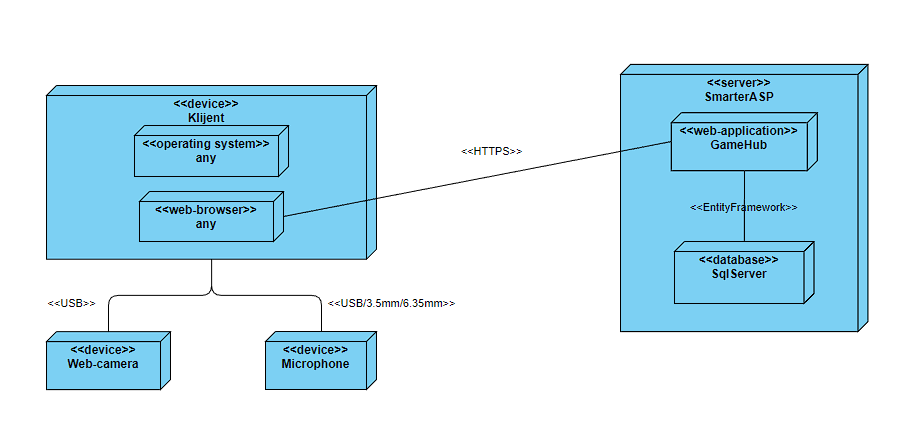 <<device>>
Klijent
<<operating system>>
any
<<web-browser>>
any
<<HTTPS>>
<<server>>
SmarterASP
<<web-application>>
GameHub
<<EntityFramework>>
<<database>>
SqlServer
<<USB>>
<<USB/3.5mm/6.35mm>>
<<device>>
Web-camera
<<device>>
Microphone